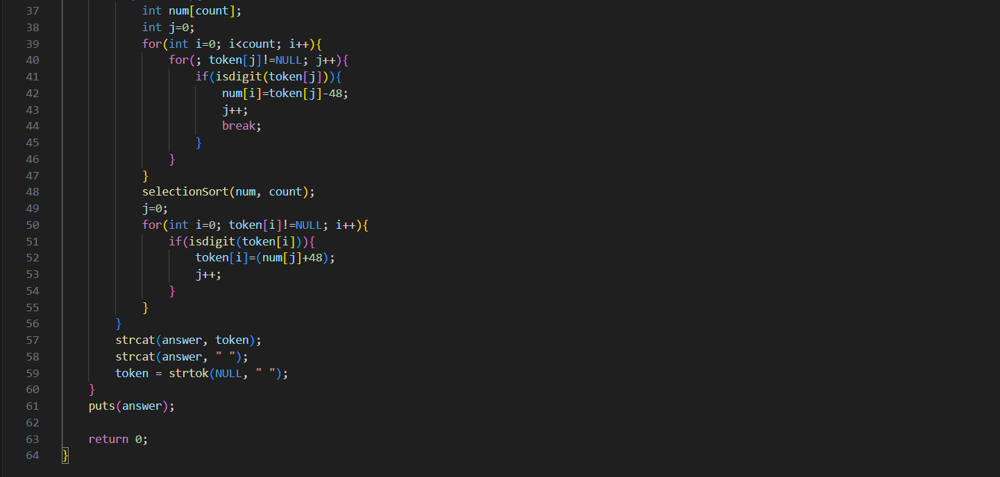 37 int num[count];
38 int j=0;
39 for(int i=0; i<count; i++){
40 for(; token[j]!=NULL; j++){
41 if(isdigit(token[j])){
42 num[i]=token[j]-48;
43 j++;
44 break;
45 }
46 }
47 }
48 selectionSort(num, count);
49 j=0;
50 for(int i=0; token[i]!=NULL; i++){
51 if(isdigit(token[i])){
52 token[i]=(num[j]+48);
53 j++;
54 }
55 }
56 }
57 strcat(answer, token);
58 strcat(answer, " ");
59 token = strtok(NULL, " ");
60 }
61 puts(answer);
62
63 return 0;
64 }